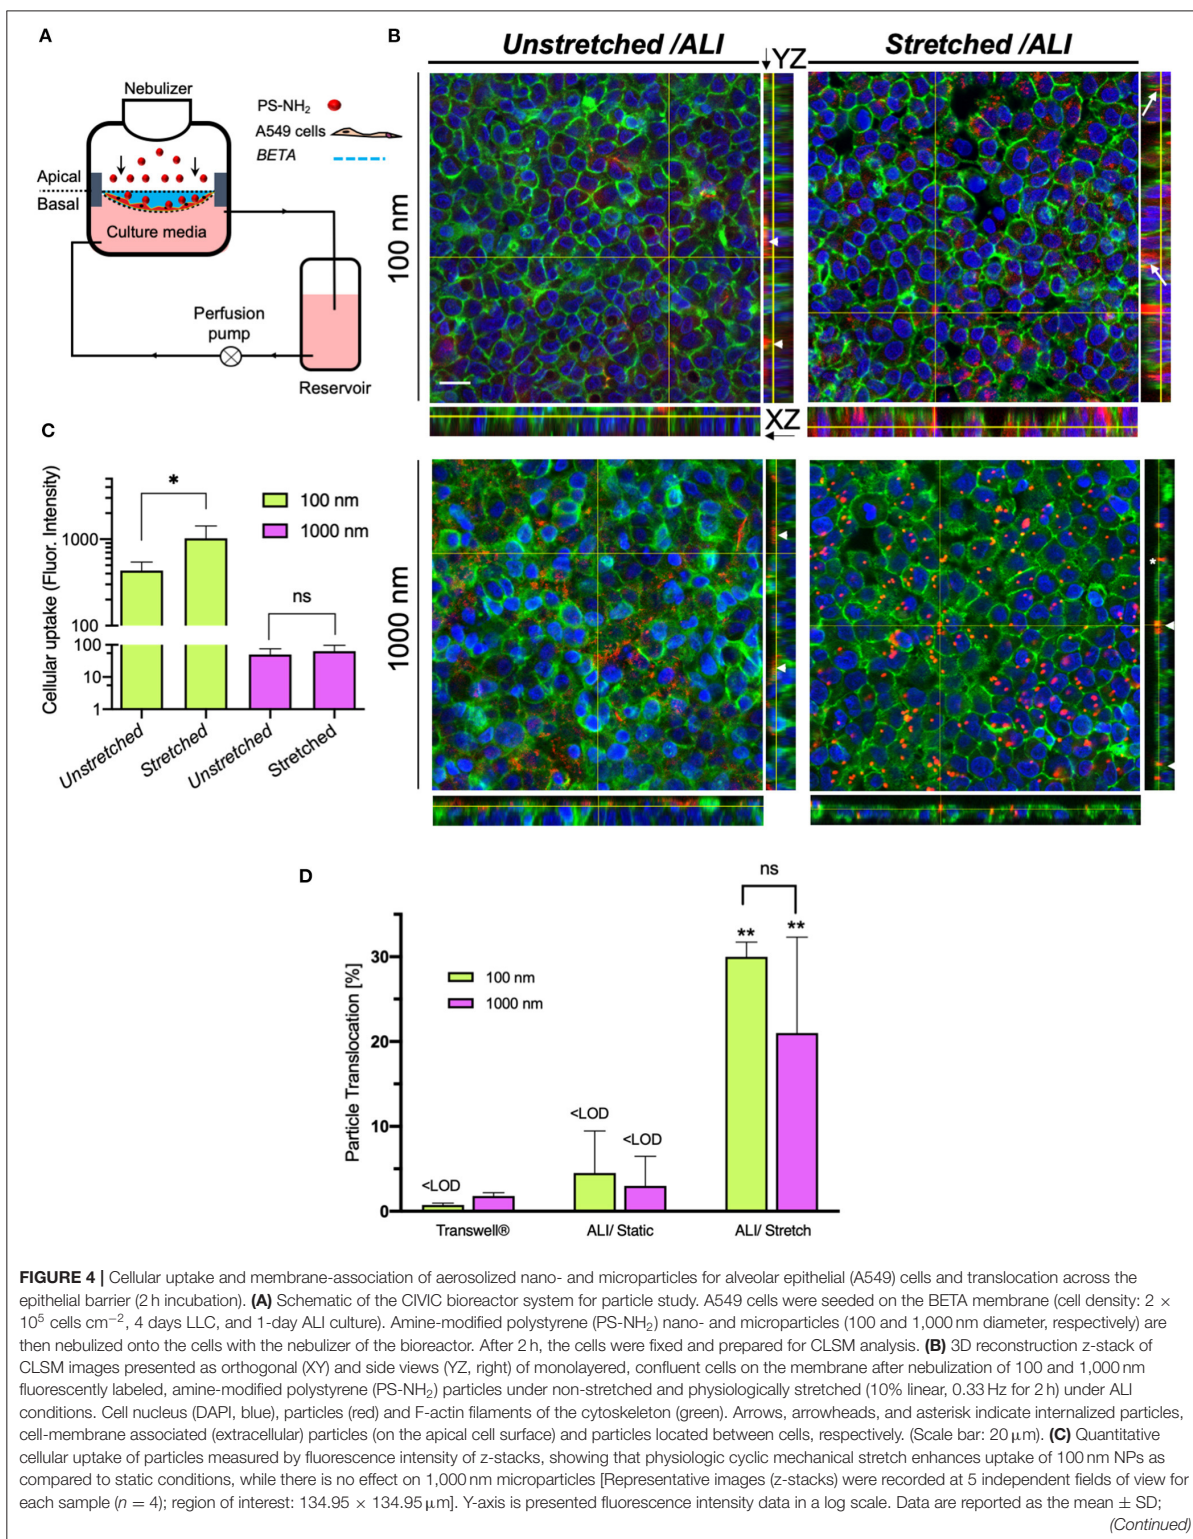 A
Nebulizer
PS-NH2
A549 cells
BETA
Apical
Basal
Culture media
Perfusion
pump
Reservoir
B
Unstretched /ALI
Stretched /ALI
YZ
100 nm
XZ
1000 nm
*
C
Cellular uptake (Fluor. Intensity)
*
100 nm
1000 nm
ns
1000
100
100
10
1
Unstretched
Stretched
Unstretched
Stretched
D
Particle Translocation [%]
ns
**
**
100 nm
1000 nm
30
20
10
0
<LOD
<LOD
<LOD
Transwell®
ALI/ Static
ALI/ Stretch
FIGURE 4 | Cellular uptake and membrane-association of aerosolized nano- and microparticles for alveolar epithelial (A549) cells and translocation across the
epithelial barrier (2 h incubation). (A) Schematic of the CIVIC bioreactor system for particle study. A549 cells were seeded on the BETA membrane (cell density: 2 ×
10⁵ cells cm⁻², 4 days LLC, and 1-day ALI culture). Amine-modified polystyrene (PS-NH₂) nano- and microparticles (100 and 1,000 nm diameter, respectively) are
then nebulized onto the cells with the nebulizer of the bioreactor. After 2 h, the cells were fixed and prepared for CLSM analysis. (B) 3D reconstruction z-stack of
CLSM images presented as orthogonal (XY) and side views (YZ, right) of monolayered, confluent cells on the membrane after nebulization of 100 and 1,000 nm
fluorescently labeled, amine-modified polystyrene (PS-NH₂) particles under non-stretched and physiologically stretched (10% linear, 0.33 Hz for 2 h) under ALI
conditions. Cell nucleus (DAPI, blue), particles (red) and F-actin filaments of the cytoskeleton (green). Arrows, arrowheads, and asterisk indicate internalized particles,
cell-membrane associated (extracellular) particles (on the apical cell surface) and particles located between cells, respectively. (Scale bar: 20 μm). (C) Quantitative
cellular uptake of particles measured by fluorescence intensity of z-stacks, showing that physiologic cyclic mechanical stretch enhances uptake of 100 nm NPs as
compared to static conditions, while there is no effect on 1,000 nm microparticles [Representative images (z-stacks) were recorded at 5 independent fields of view for
each sample (n = 4); region of interest: 134.95 × 134.95 μm]. Y-axis is presented fluorescence intensity data in a log scale. Data are reported as the mean ± SD;
(Continued)